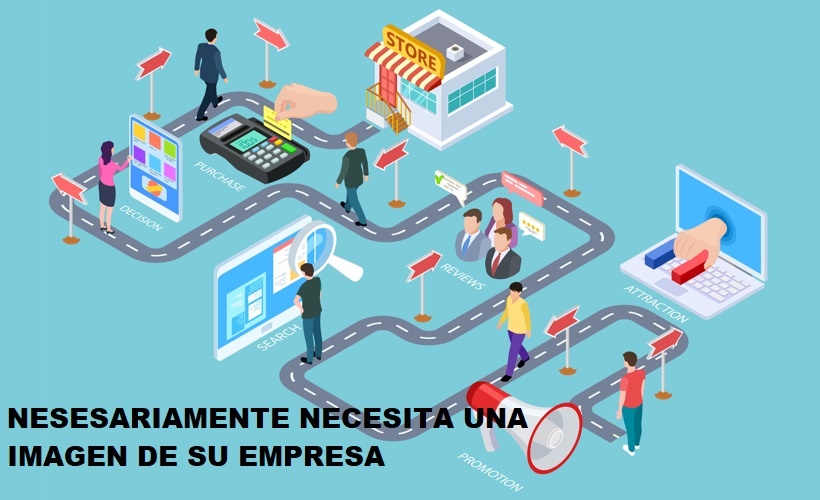 STORE
PURCHASE
DECISION
REVIEWS
ATTRACTION
SEARCH
NESESARIAMENTE NECESITA UNA
IMAGEN DE SU EMPRESA
PROMOTION